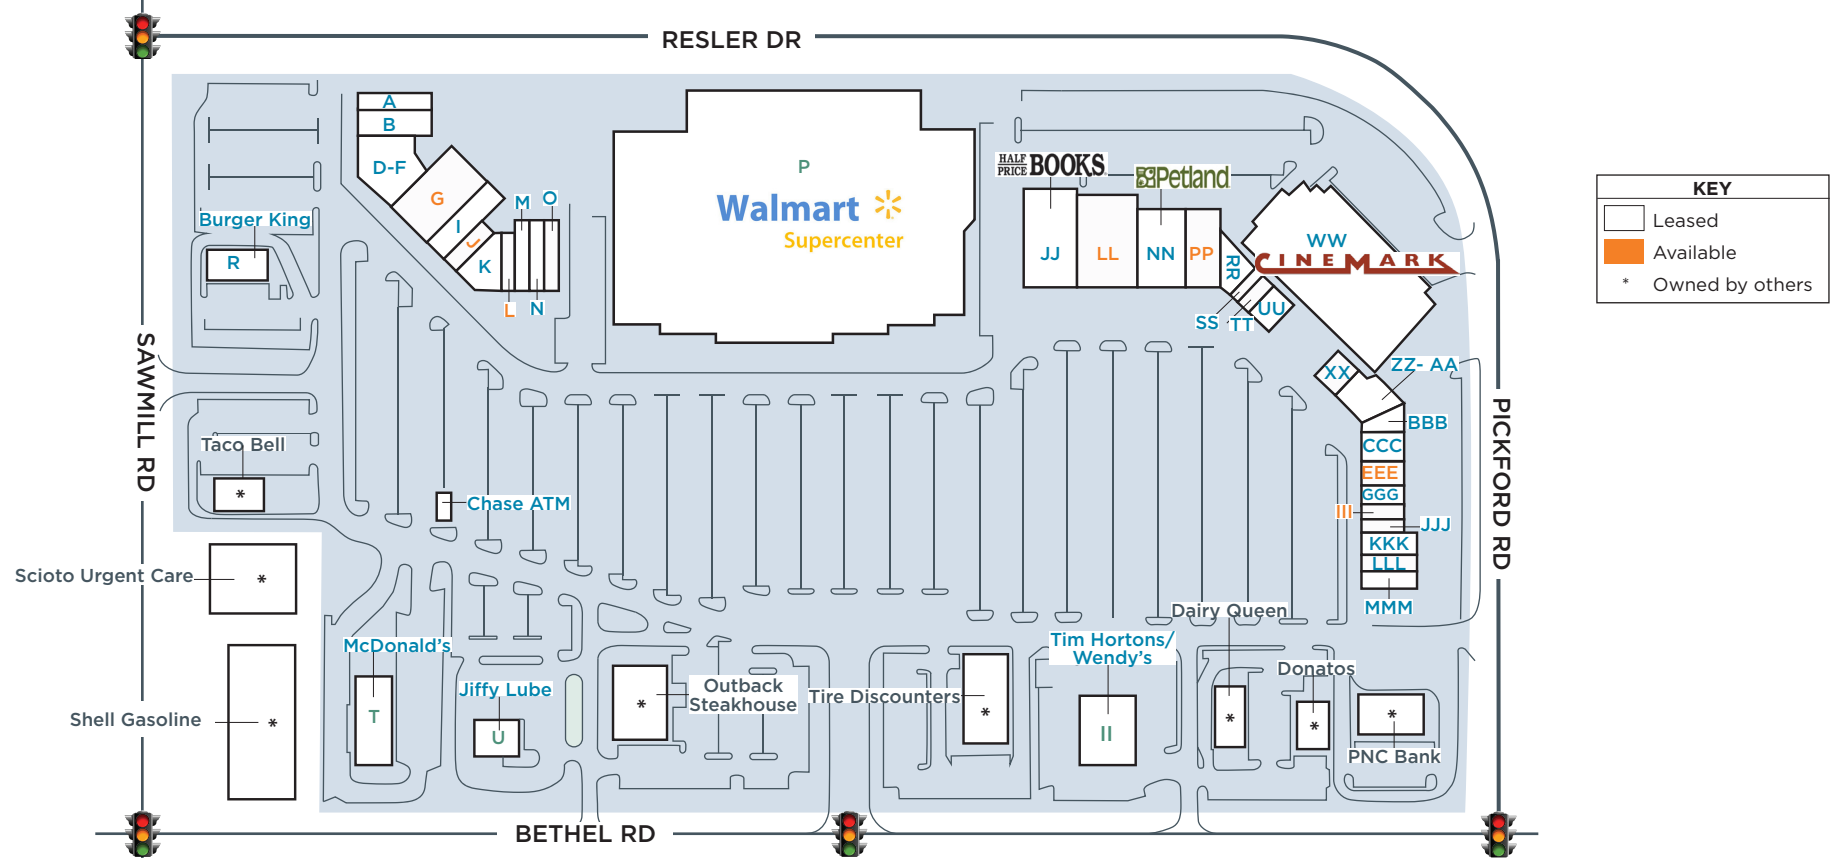 RESLER DR
A
B
D-F
G
I
J
K
L
M
N
O
P
Walmart
Supercenter
HALF
PRICE BOOKS
Petland
JJ
LL
NN
PP
RR
SS
TT
UU
WW
CINEMARK
XX
ZZ- AA
BBB
CCC
EEE
GGG
III
JJJ
KKK
LLL
MMM
KEY
Leased
Available
* Owned by others
Burger King
R
SAWMILL RD
Taco Bell
*
Chase ATM
PICKFORD RD
Scioto Urgent Care
*
Shell Gasoline
*
McDonald's
T
Jiffy Lube
U
*
Outback
Steakhouse
Tire Discounters
*
Tim Hortons/
Wendy's
II
Dairy Queen
*
Donatos
*
*
PNC Bank
BETHEL RD